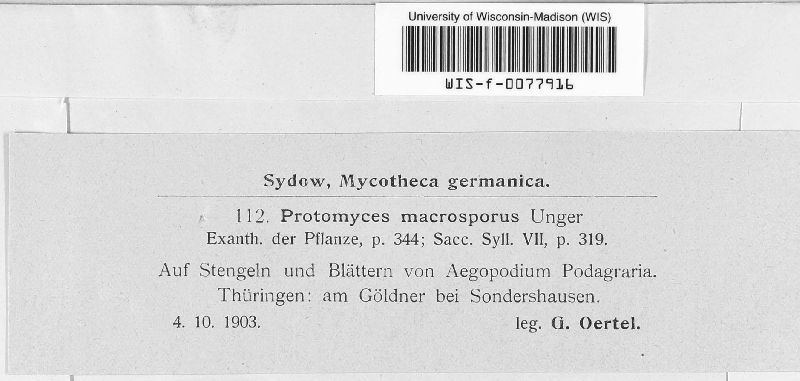 University of Wisconsin-Madison (WIS)
WIS-f-0077916
Sydow, Mycotheca germanica.
112. Protomyces macrosporus Unger
Exanth. der Pflanze, p. 344; Sacc. Syll. VII, p. 319.
Auf Stengeln und Blättern von Aegopodium Podagraria.
Thüringen: am Göldner bei Sondershausen.
4. 10. 1903. leg. G. Oertel.